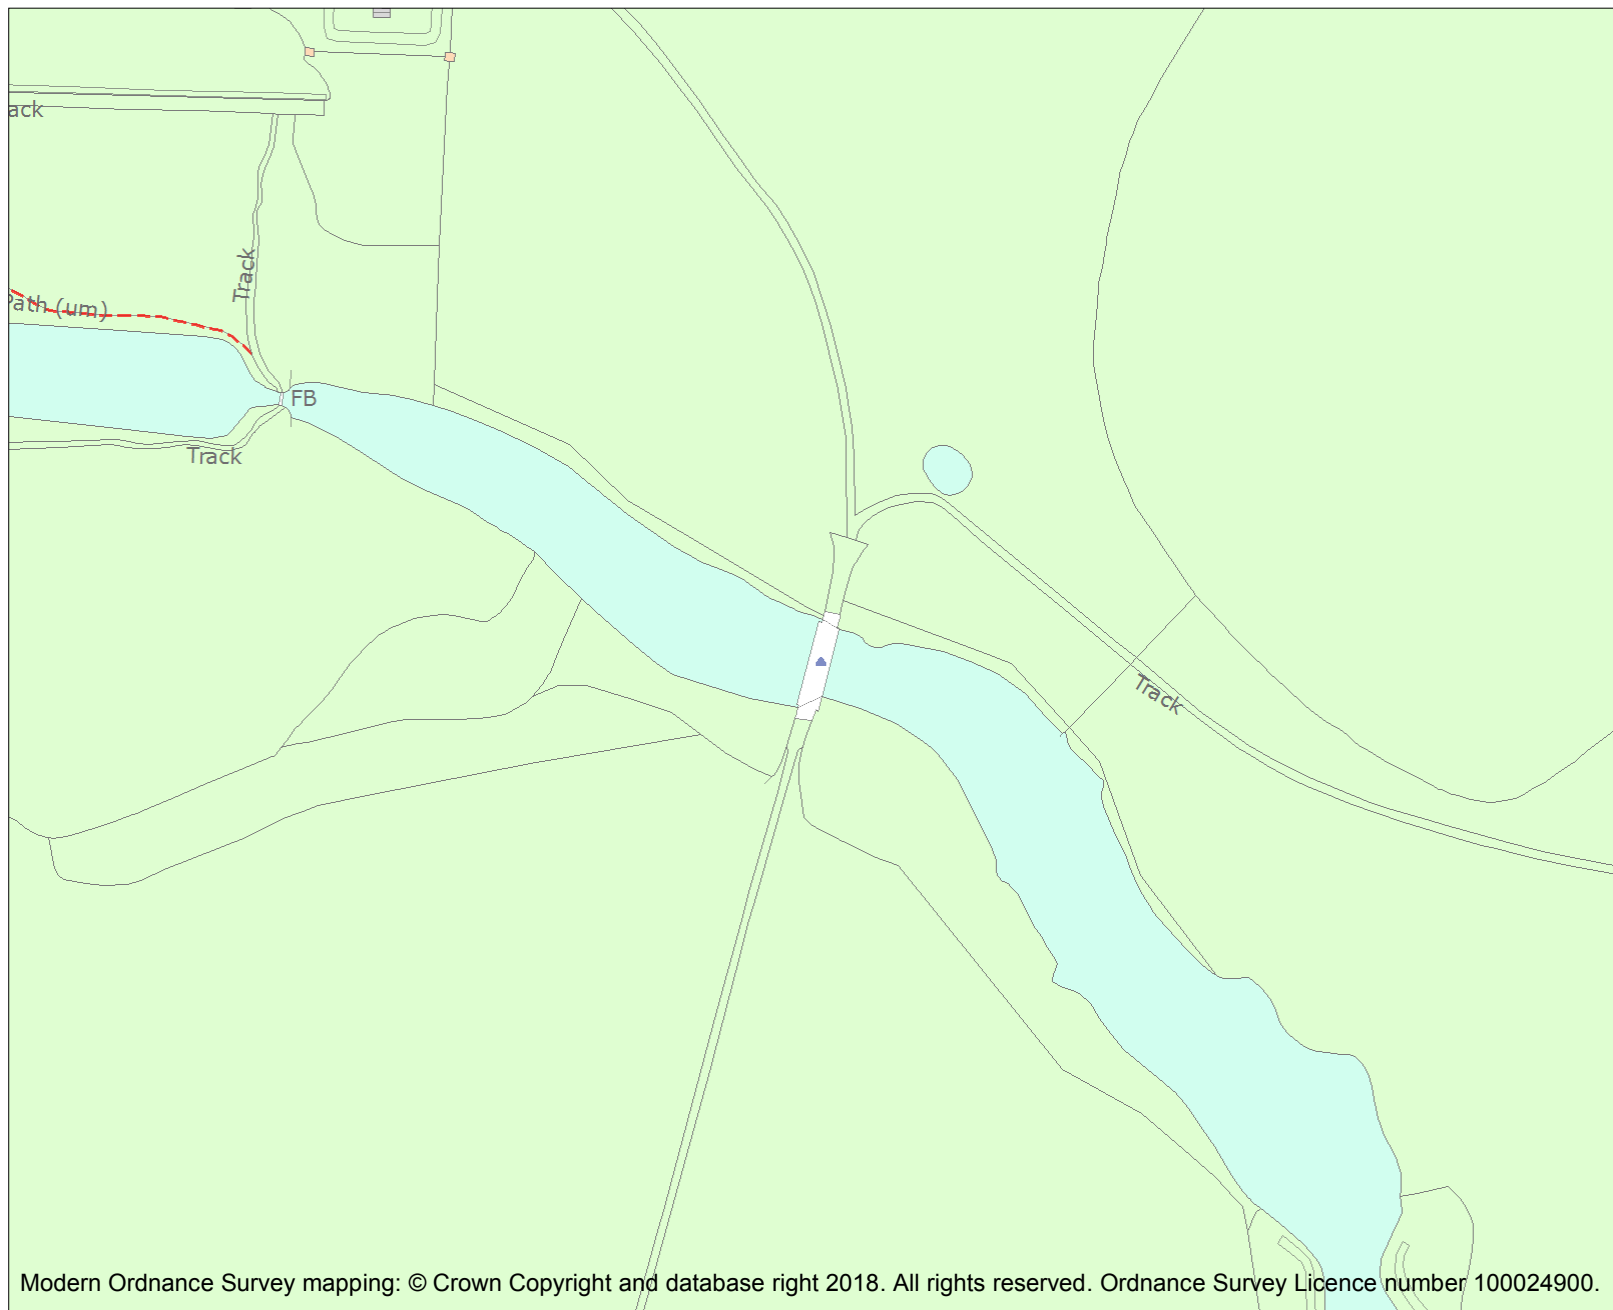 ack
Track
Path (um)
FB
Track
Track
Modern Ordnance Survey mapping: © Crown Copyright and database right 2018. All rights reserved. Ordnance Survey Licence number 100024900.